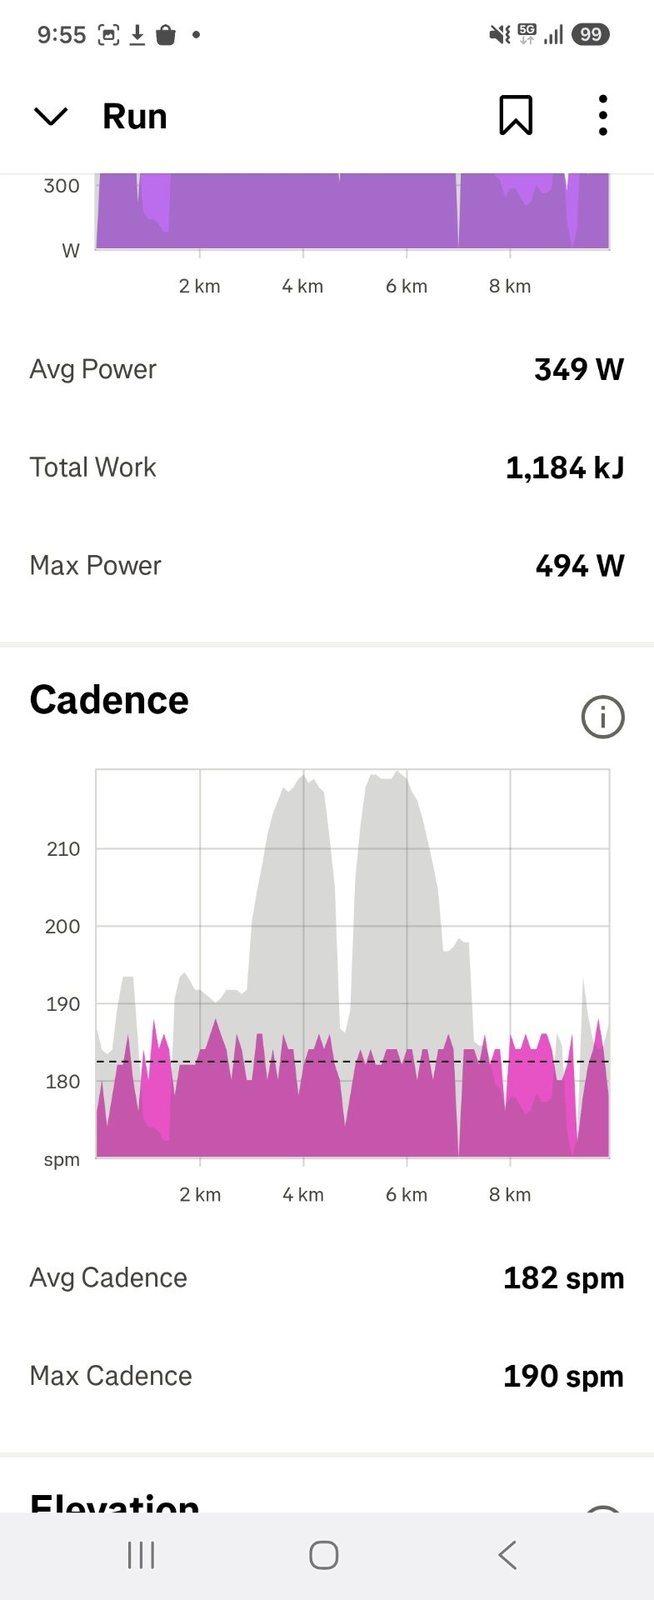 9:55 5G 99
Run
300
W
2 km 4 km 6 km 8 km
Avg Power 349 W
Total Work 1,184 kJ
Max Power 494 W
Cadence
210
200
190
180
spm
2 km 4 km 6 km 8 km
Avg Cadence 182 spm
Max Cadence 190 spm
Elevation